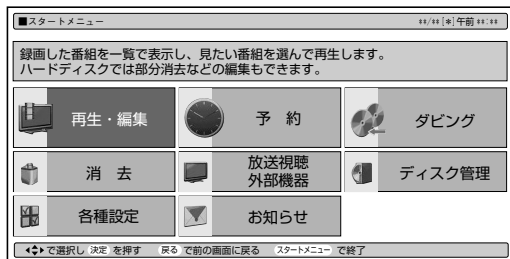 ■スタートメニュー **/**[*]午前**:**
録画した番組を一覧で表示し、見たい番組を選んで再生します。
ハードディスクでは部分消去などの編集もできます。
再生・編集 予 約 ダビング
消 去 放送視聴 外部機器 ディスク管理
各種設定 お知らせ
で選択し 決定 を押す 戻る で前の画面に戻る スタートメニュー で終了